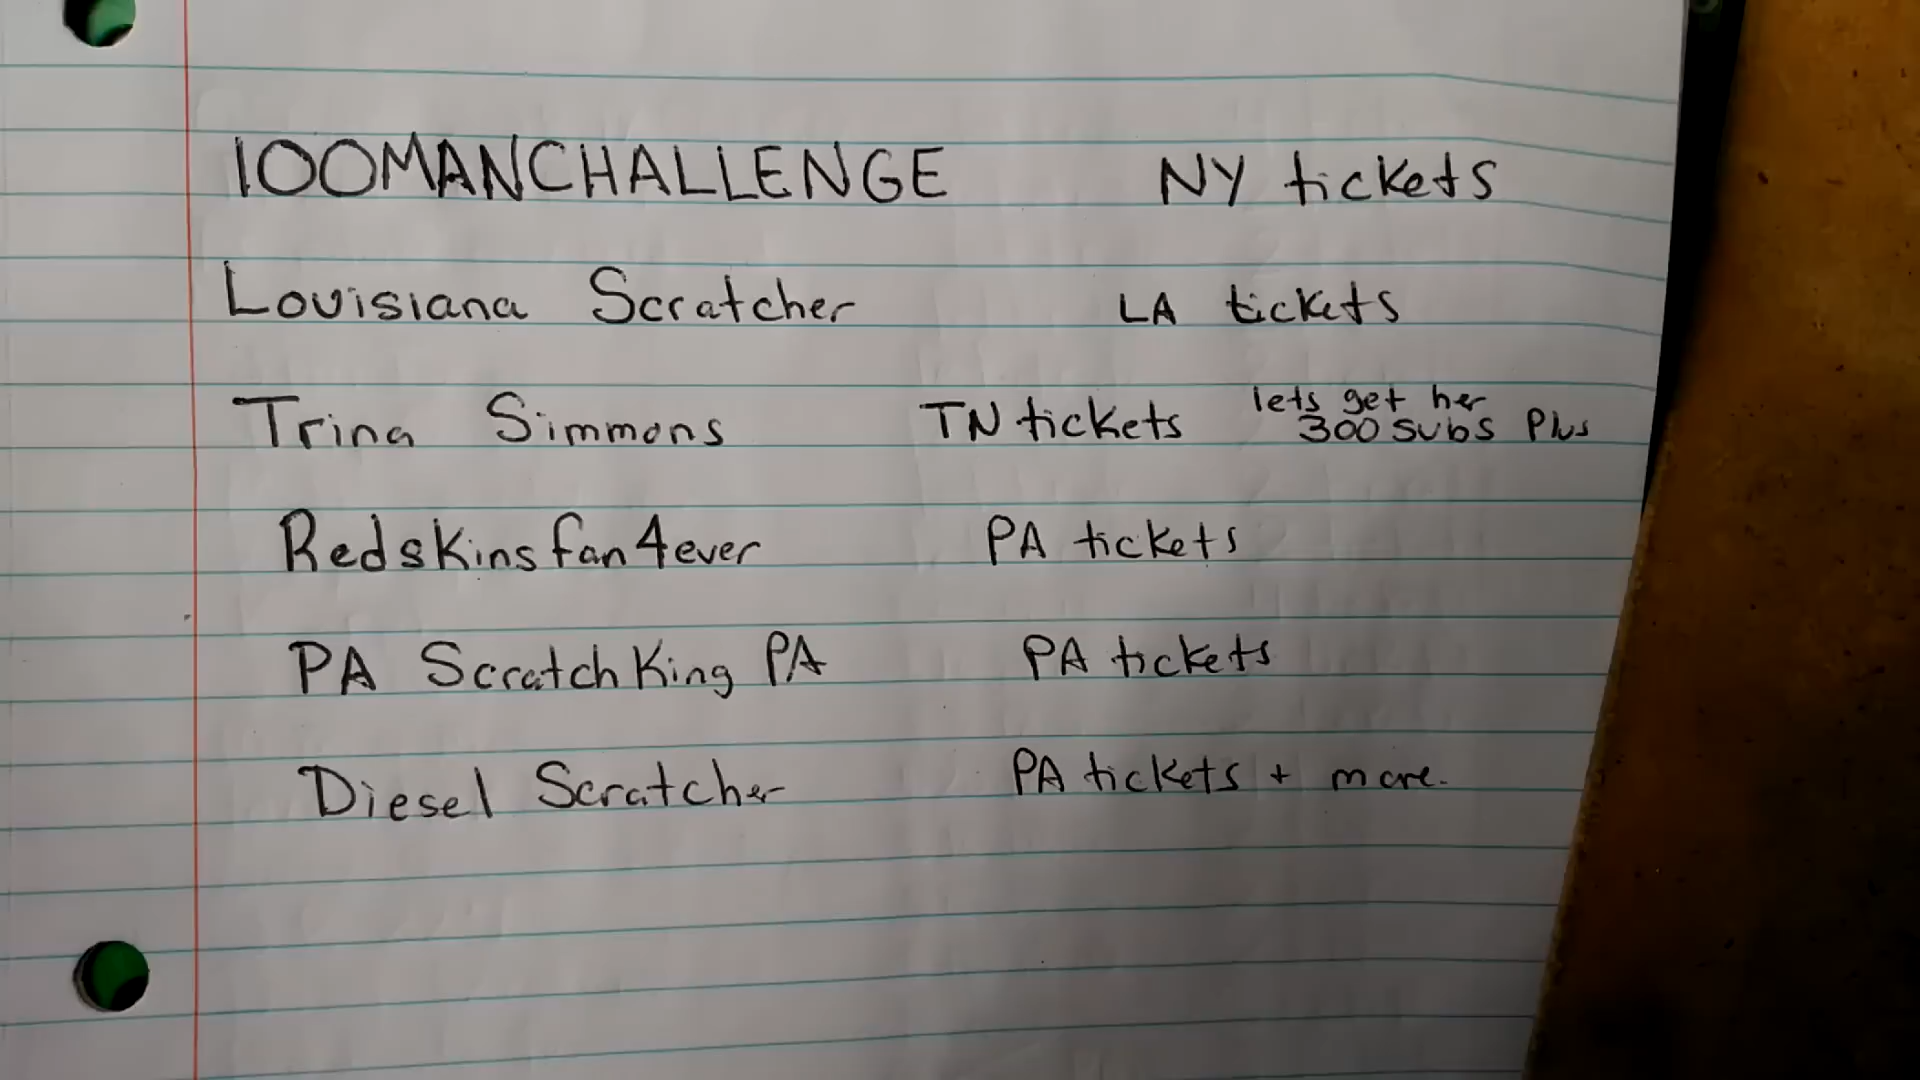 100MANCHALLENGE NY tickets
Louisiana Scratcher LA tickets
Trina Simmons TN tickets lets get her
300 subs Plus
Redskinsfan4ever PA tickets
PA ScratchKing PA PA tickets
Diesel Scratcher PA tickets + more.